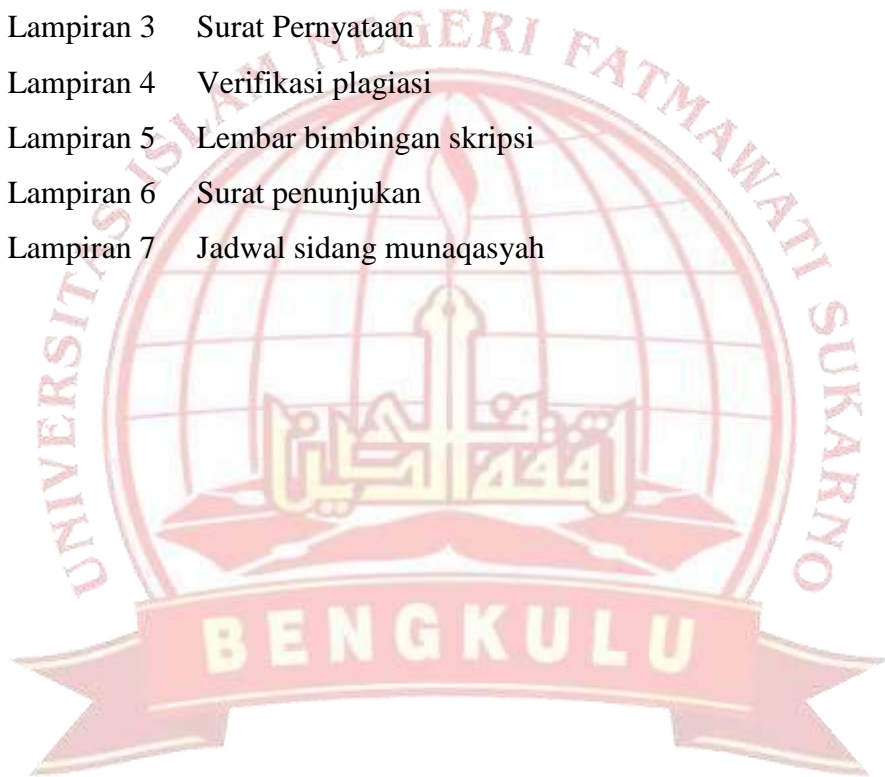 Lampiran 3 Surat Pernyataan
Lampiran 4 Verifikasi plagiasi
Lampiran 5 Lembar bimbingan skripsi
Lampiran 6 Surat penunjukan
Lampiran 7 Jadwal sidang munaqasyah
UNIVERSITAS ISLAM NEGERI FATMAWATI SUKARNO
BENGKULU